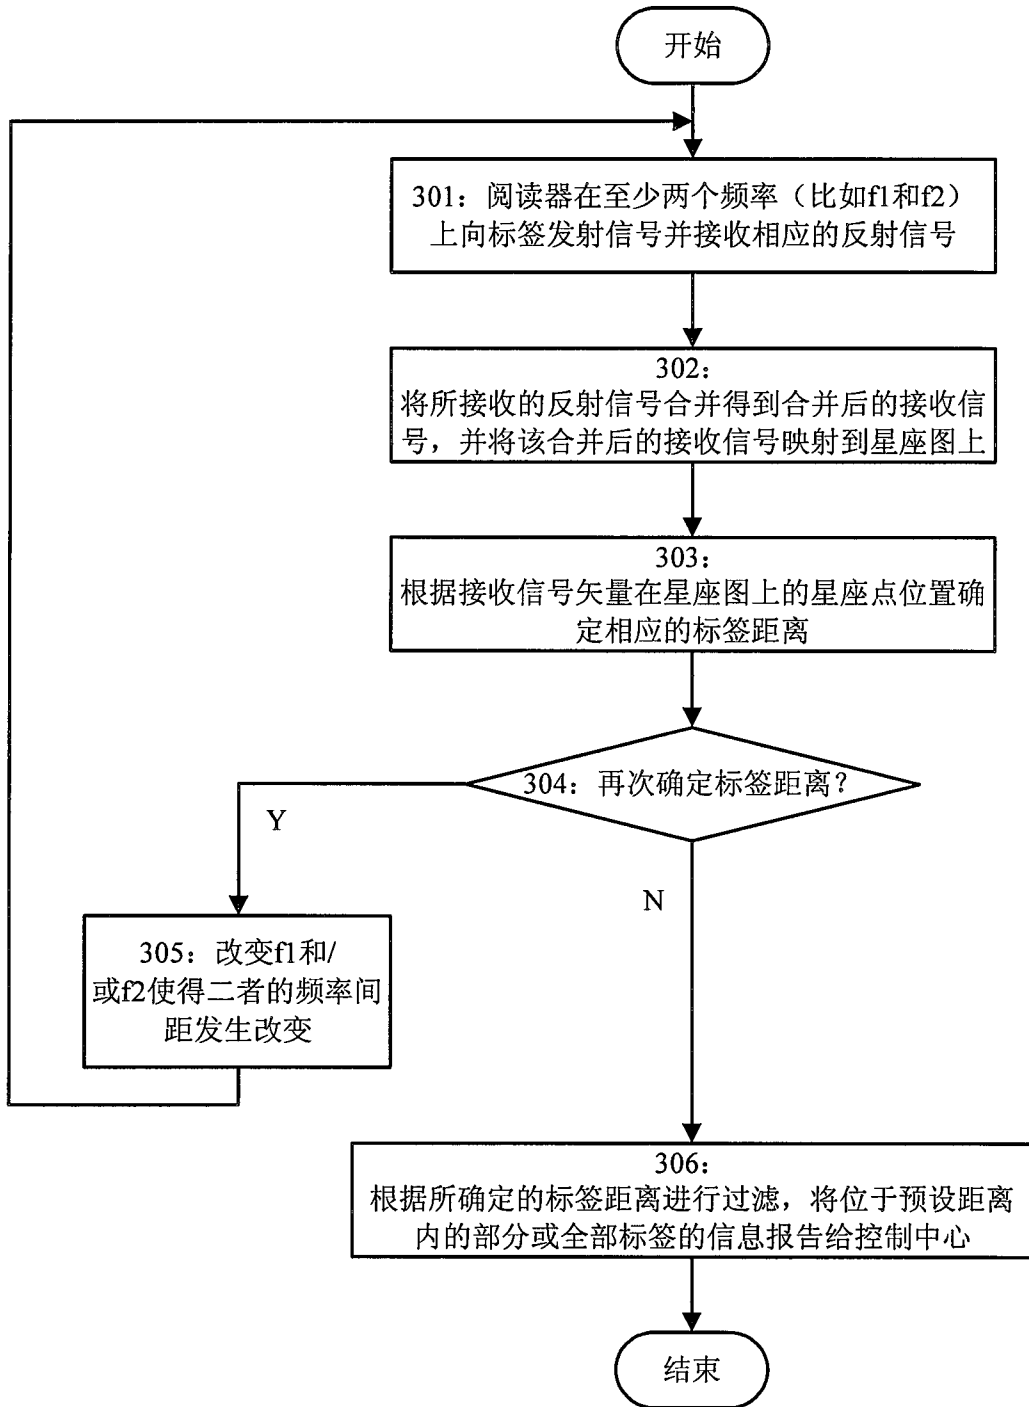 开始
301：阅读器在至少两个频率（比如f1和f2）
上向标签发射信号并接收相应的反射信号
302：
将所接收的反射信号合并得到合并后的接收信
号，并将该合并后的接收信号映射到星座图上
303：
根据接收信号矢量在星座图上的星座点位置确
定相应的标签距离
304：再次确定标签距离？
Y
N
305：改变f1和/
或f2使得二者的频率间
距发生改变
306：
根据所确定的标签距离进行过滤，将位于预设距离
内的部分或全部标签的信息报告给控制中心
结束